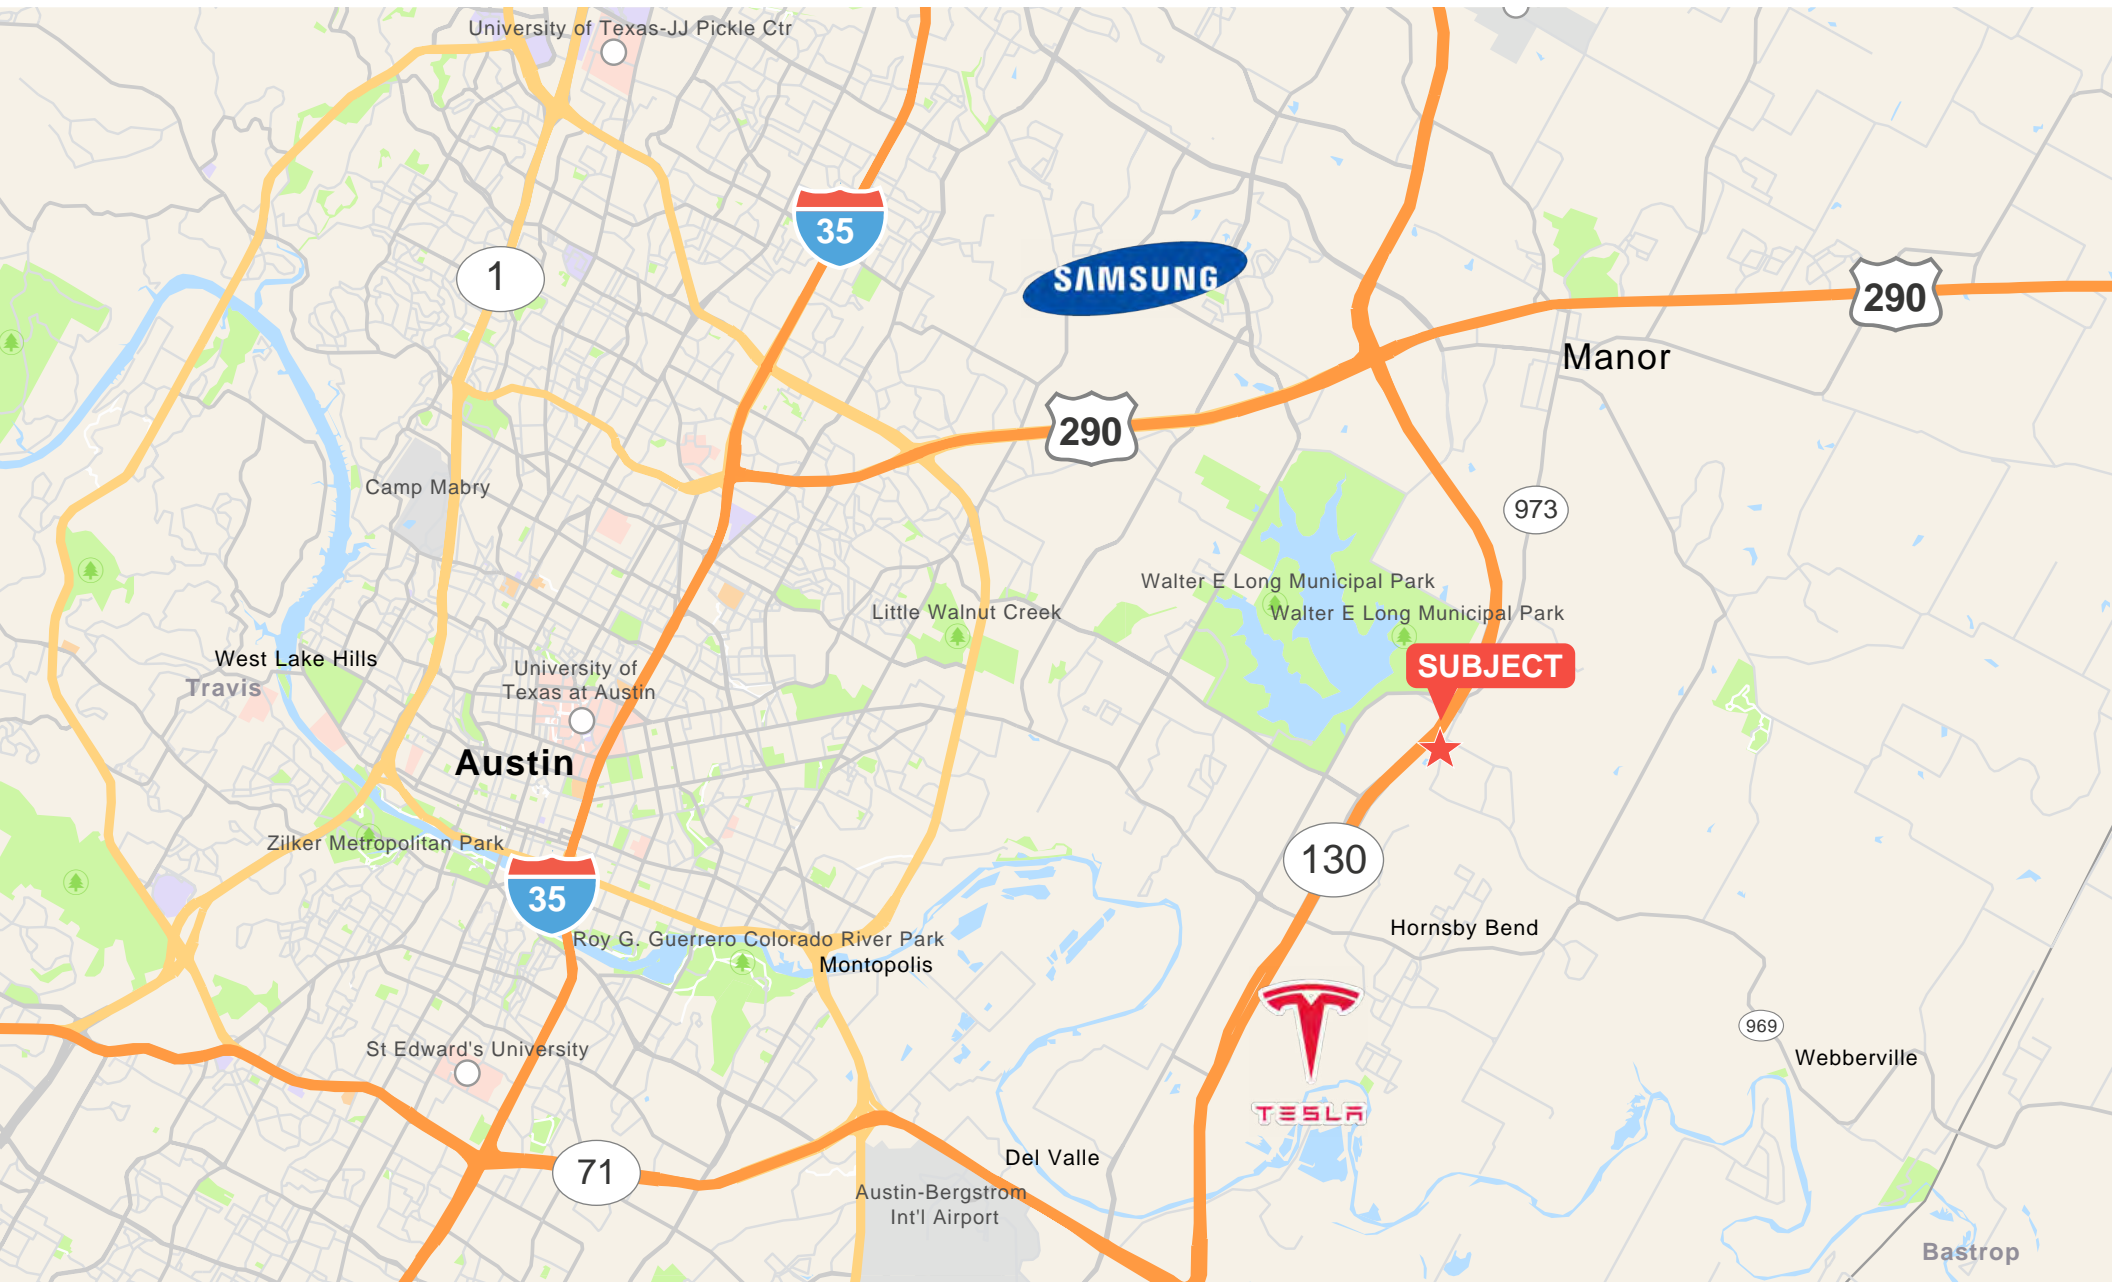 University of Texas-JJ Pickle Ctr
35
SAMSUNG
1
290
Manor
290
Camp Mabry
973
Walter E Long Municipal Park
Little Walnut Creek
Walter E Long Municipal Park
West Lake Hills
Travis
University of
Texas at Austin
SUBJECT
Austin
Zilker Metropolitan Park
130
35
Roy G. Guerrero Colorado River Park
Montopolis
Hornsby Bend
969
St Edward's University
Webberville
TESLA
71
Del Valle
Austin-Bergstrom
Int'l Airport
Bastrop